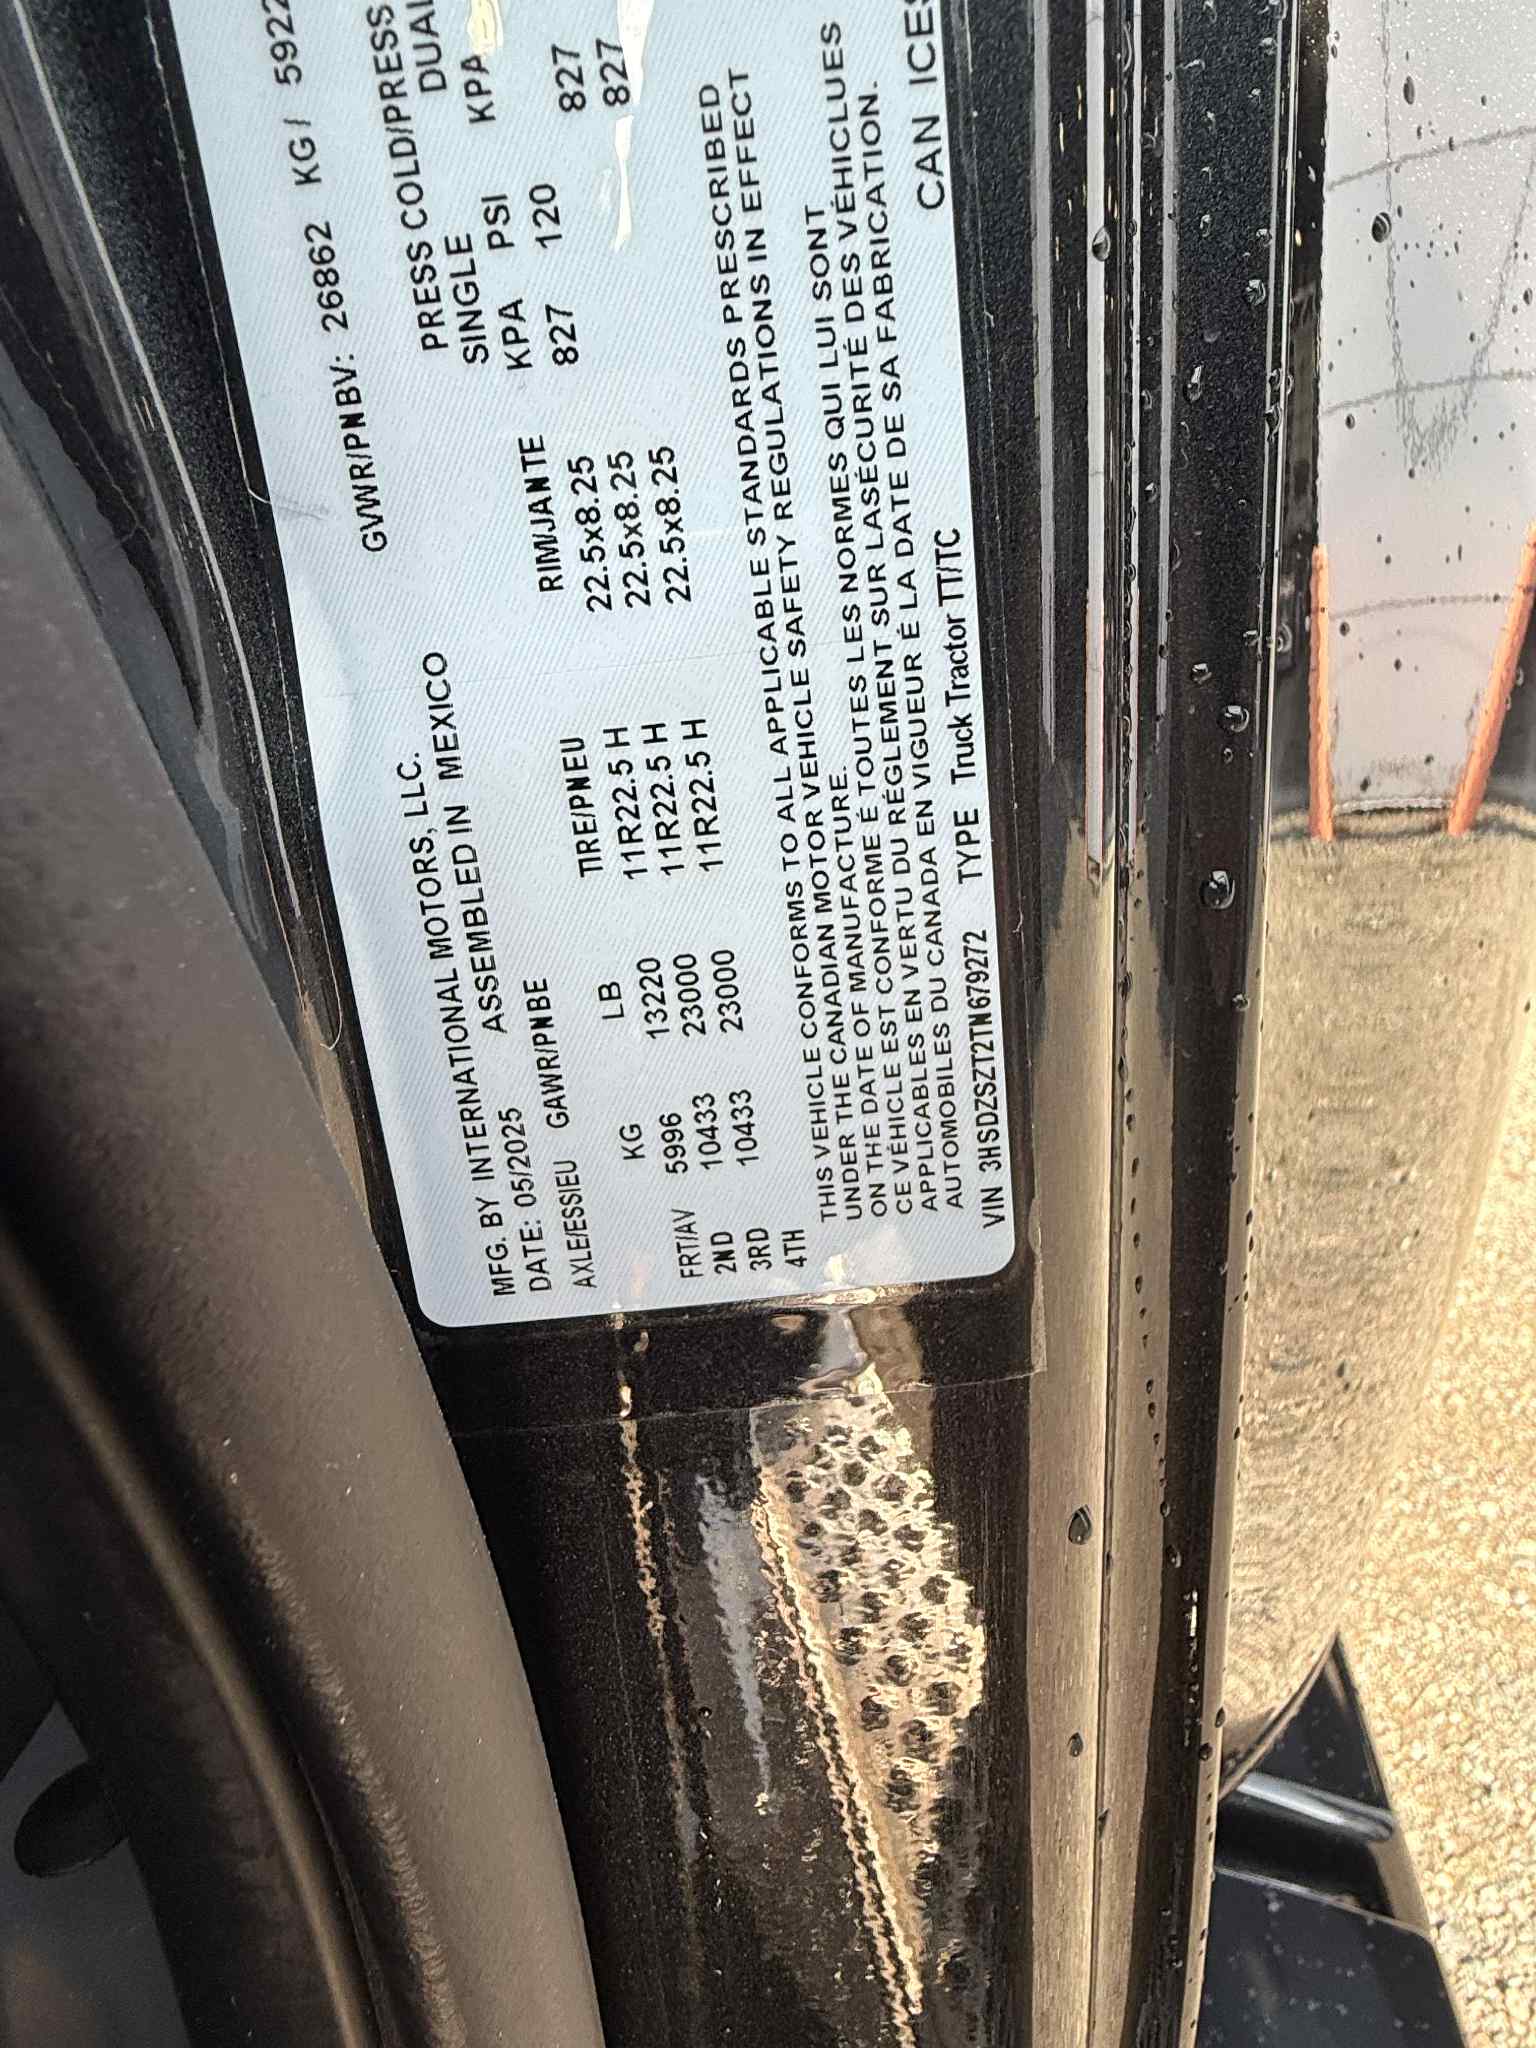 MFG. BY INTERNATIONAL MOTORS, LLC.
DATE: 05/2025 ASSEMBLED IN MEXICO
GVWR/PNBV: 26862 KG/ 5922
AXLE/ESSIEU GAWR/PNBE TIRE/PNEU RIM/JANTE PRESS COLD/PRESS
SINGLE DUAL
KG LB KPA PSI KPA
FRT/AV 5996 13220 11R22.5 H 22.5x8.25 827 120
2ND 10433 23000 11R22.5 H 22.5x8.25 827
3RD 10433 23000 11R22.5 H 22.5x8.25 827
4TH
THIS VEHICLE CONFORMS TO ALL APPLICABLE STANDARDS PRESCRIBED
UNDER THE CANADIAN MOTOR VEHICLE SAFETY REGULATIONS IN EFFECT
ON THE DATE OF MANUFACTURE.
CE VÉHICLE EST CONFORME É TOUTES LES NORMES QUI LUI SONT
APPLICABLES EN VERTU DU RÉGLEMENT SUR LASÉCURITÉ DES VÉHICLUES
AUTOMOBILES DU CANADA EN VIGUEUR É LA DATE DE SA FABRICATION.
VIN 3HSDZSZT2TN679272 TYPE Truck Tractor TT/TC CAN ICES